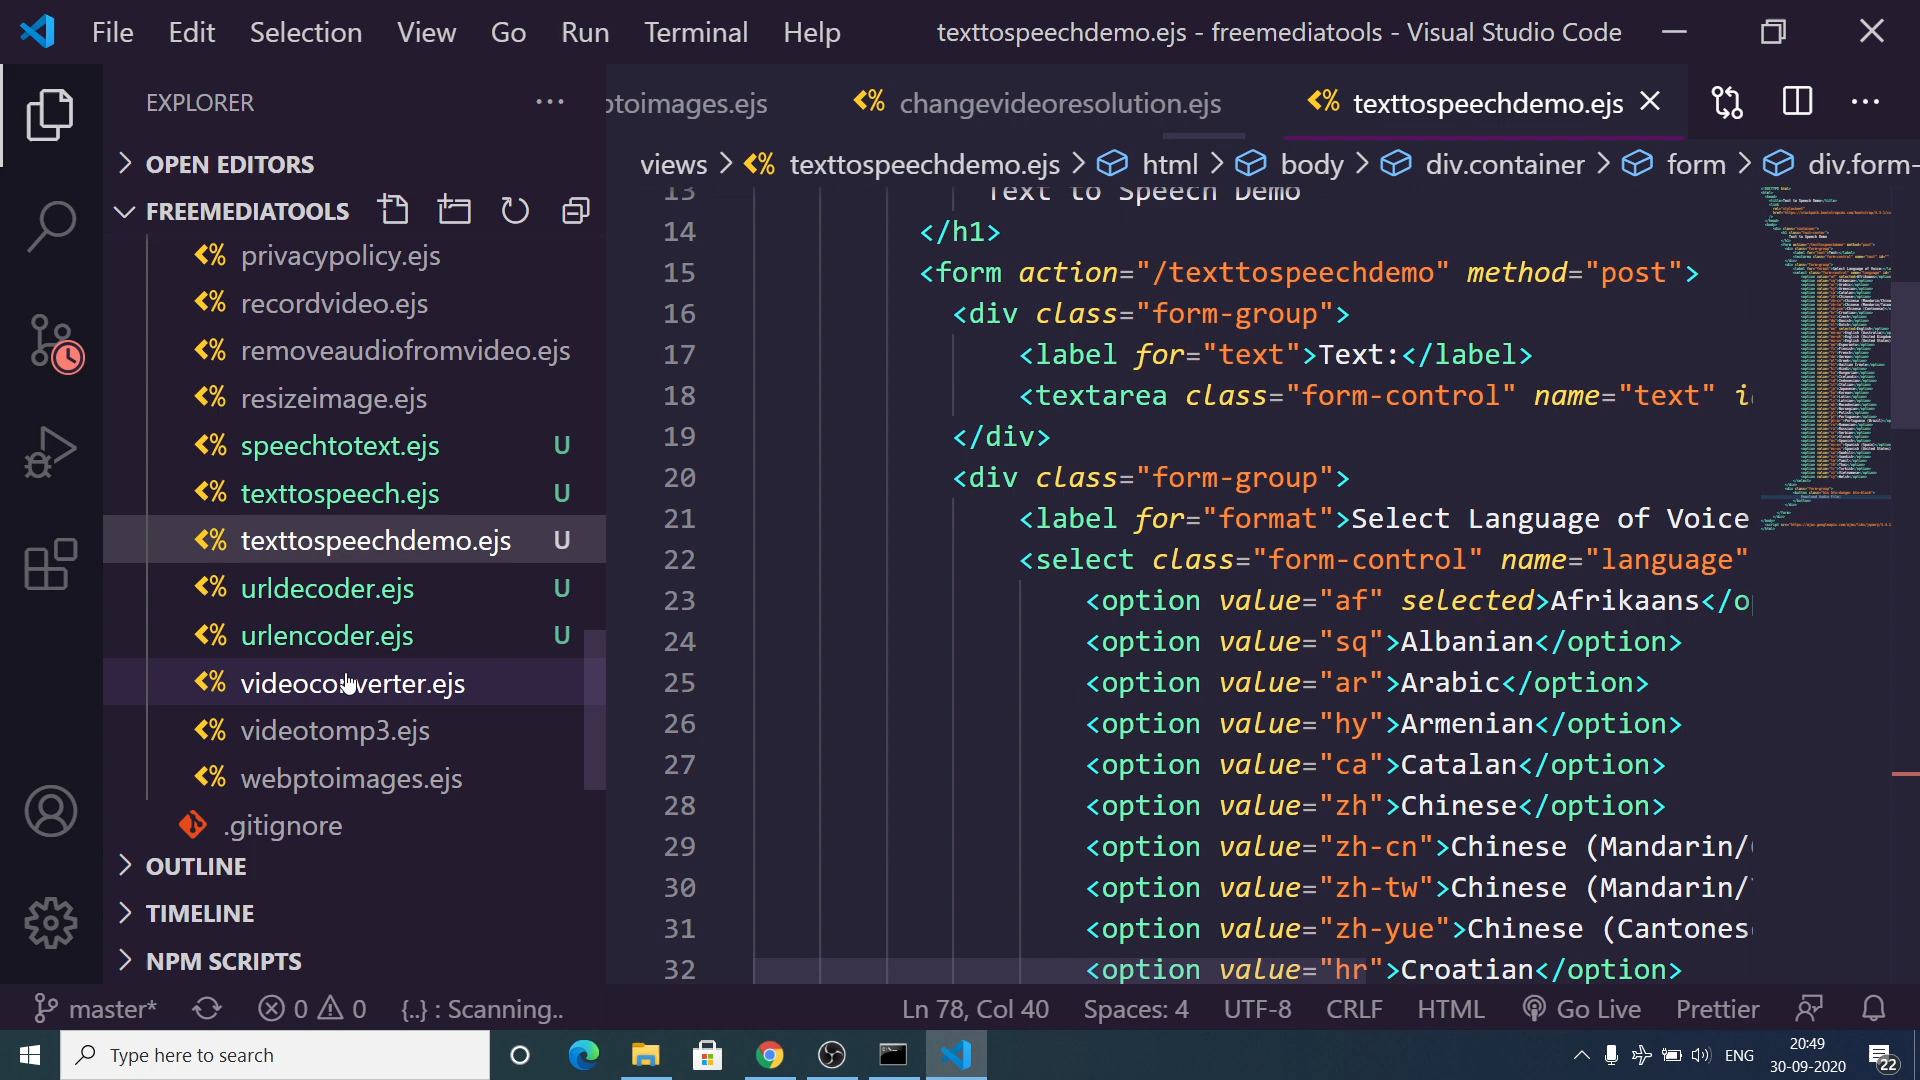 File Edit Selection View Go Run Terminal Help
texttospeechdemo.ejs - freemediatools - Visual Studio Code
EXPLORER
OPEN EDITORS
FREEMEDIATOOLS
privacypolicy.ejs
recordvideo.ejs
removeaudiofromvideo.ejs
resizeimage.ejs
speechtotext.ejs U
texttospeech.ejs U
texttospeechdemo.ejs U
urldecoder.ejs U
urlencoder.ejs U
videoconverter.ejs
videotomp3.ejs
webptoimages.ejs
.gitignore
OUTLINE
TIMELINE
NPM SCRIPTS
ptoimages.ejs changevideoresolution.ejs texttospeechdemo.ejs
views > texttospeechdemo.ejs > html > body > div.container > form > div.form-
13 Text to Speech Demo
14 </h1>
15 <form action="/texttospeechdemo" method="post">
16 <div class="form-group">
17 <label for="text">Text:</label>
18 <textarea class="form-control" name="text" i
19 </div>
20 <div class="form-group">
21 <label for="format">Select Language of Voice
22 <select class="form-control" name="language"
23 <option value="af" selected>Afrikaans</o
24 <option value="sq">Albanian</option>
25 <option value="ar">Arabic</option>
26 <option value="hy">Armenian</option>
27 <option value="ca">Catalan</option>
28 <option value="zh">Chinese</option>
29 <option value="zh-cn">Chinese (Mandarin/
30 <option value="zh-tw">Chinese (Mandarin/
31 <option value="zh-yue">Chinese (Cantones
32 <option value="hr">Croatian</option>
master* 0 0 {..} : Scanning..
Ln 78, Col 40 Spaces: 4 UTF-8 CRLF HTML Go Live Prettier
Type here to search
ENG
20:49
30-09-2020
22